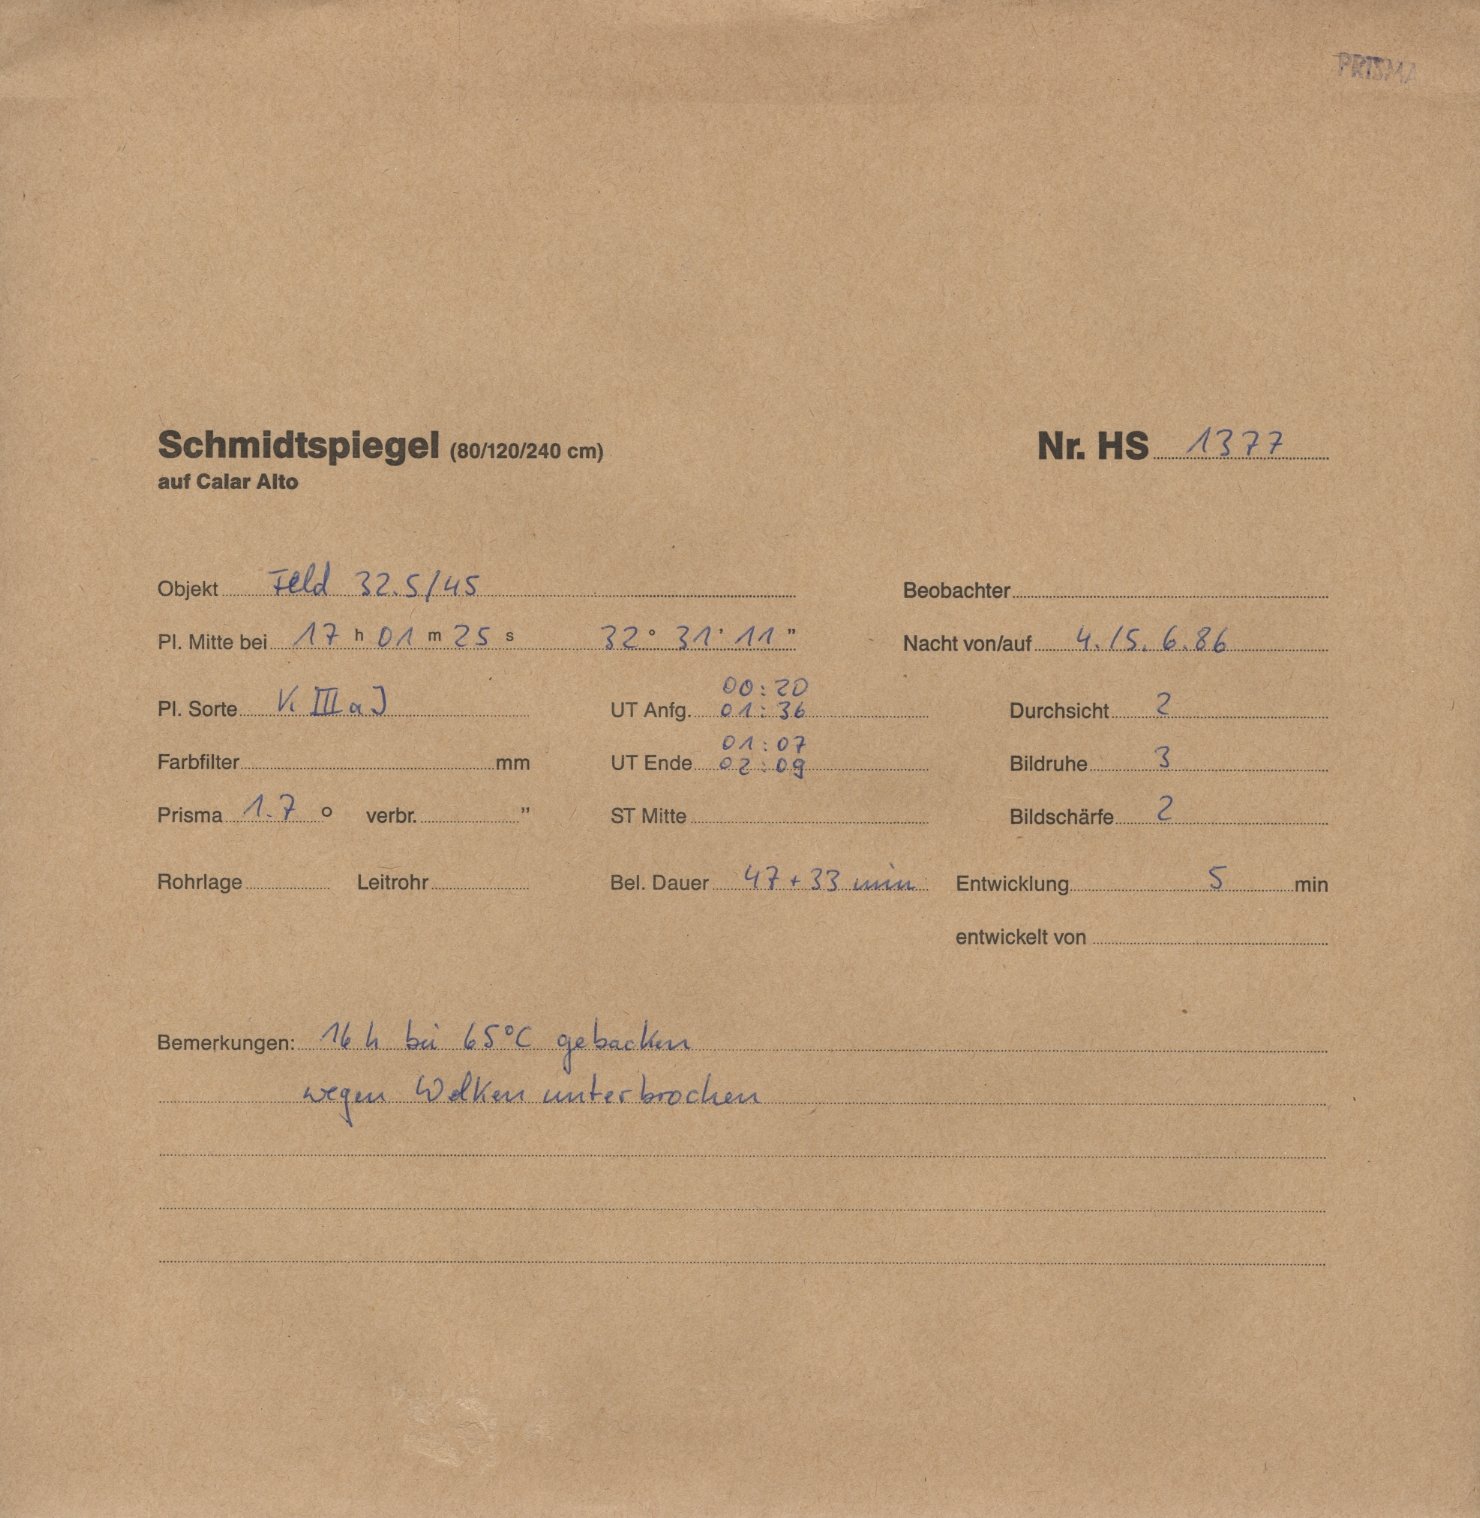 PRISMA
Schmidtspiegel (80/120/240 cm) Nr. HS 1377
auf Calar Alto
Objekt Feld 32.5/45 Beobachter
Pl. Mitte bei 17 h 01 m 25 s 32° 31' 11" Nacht von/auf 4./5. 6. 86
00:20
Pl. Sorte K IIIaJ UT Anfg. 01:36 Durchsicht 2
01:07
Farbfilter mm UT Ende 02:09 Bildruhe 3
Prisma 1.7 ° verbr. " ST Mitte Bildschärfe 2
Rohrlage Leitrohr Bel. Dauer 47 + 33 min Entwicklung 5 min
entwickelt von
Bemerkungen: 16 h bei 65°C gebacken
wegen Wolken unterbrochen